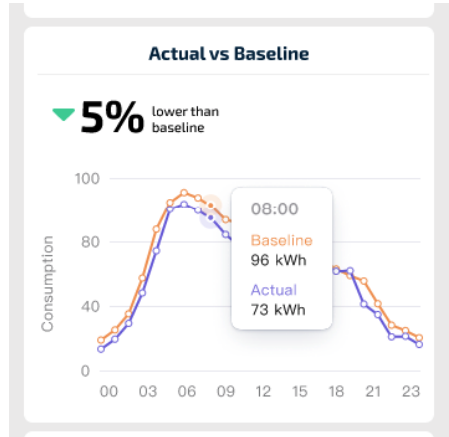 Actual vs Baseline
5% lower than
baseline
100
80
40
0
Consumption
08:00
Baseline
96 kWh
Actual
73 kWh
00 03 06 09 12 15 18 21 23